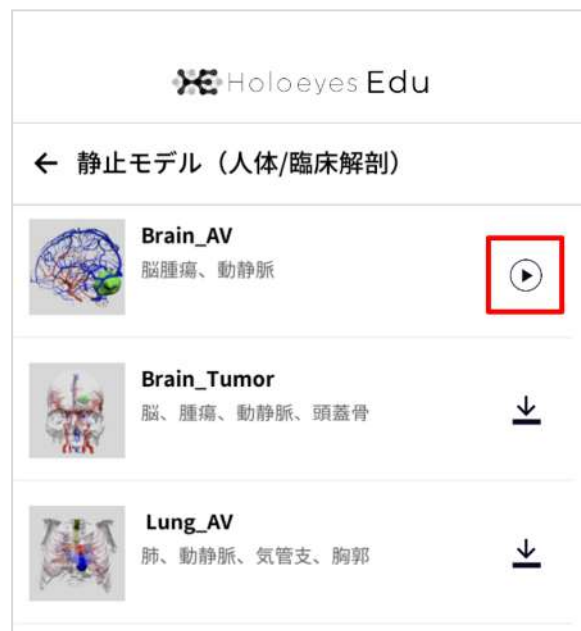 Holoeyes Edu
← 静止モデル（人体/臨床解剖）
Brain_AV
脳腫瘍、動静脈
Brain_Tumor
脳、腫瘍、動静脈、頭蓋骨
Lung_AV
肺、動静脈、気管支、胸郭